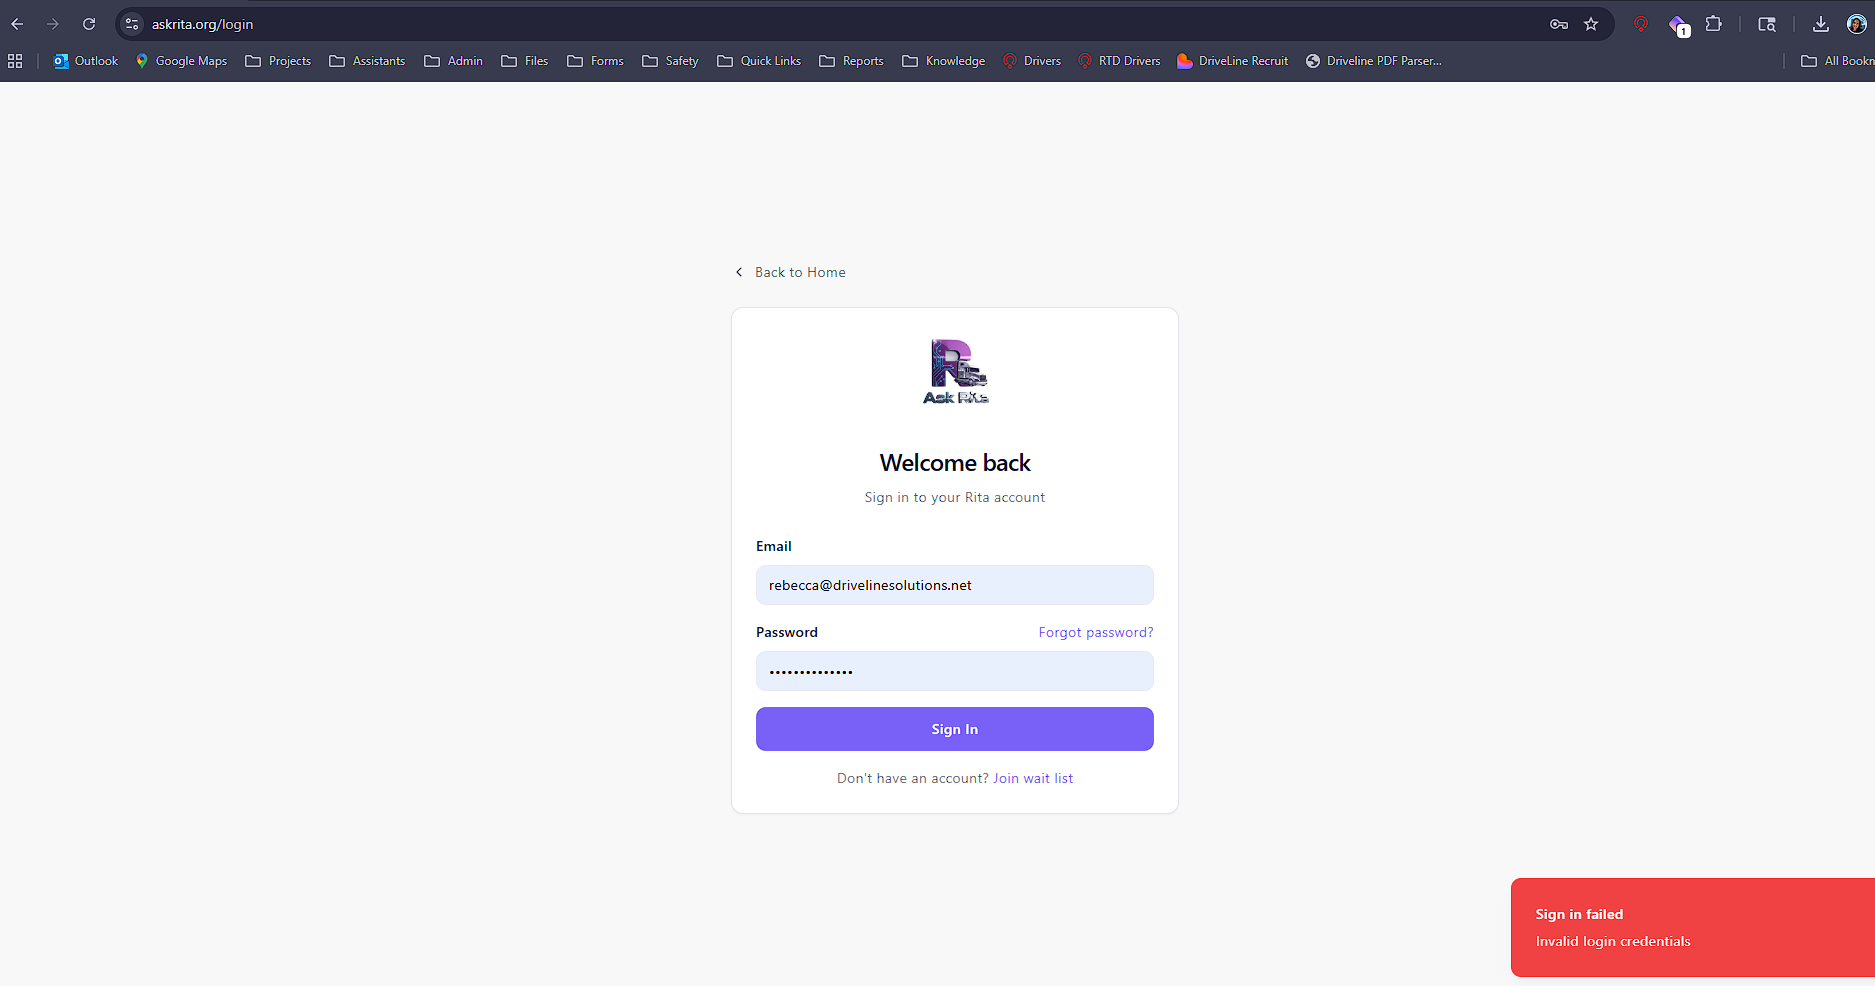 askrita.org/login
1
Outlook
Google Maps
Projects
Assistants
Admin
Files
Forms
Safety
Quick Links
Reports
Knowledge
Drivers
RTD Drivers
DriveLine Recruit
Driveline PDF Parser...
All Bookn
Back to Home
R
Ask Rita
Welcome back
Sign in to your Rita account
Email
rebecca@drivelinesolutions.net
Password
Forgot password?
••••••••••••••
Sign In
Don't have an account? Join wait list
Sign in failed
Invalid login credentials